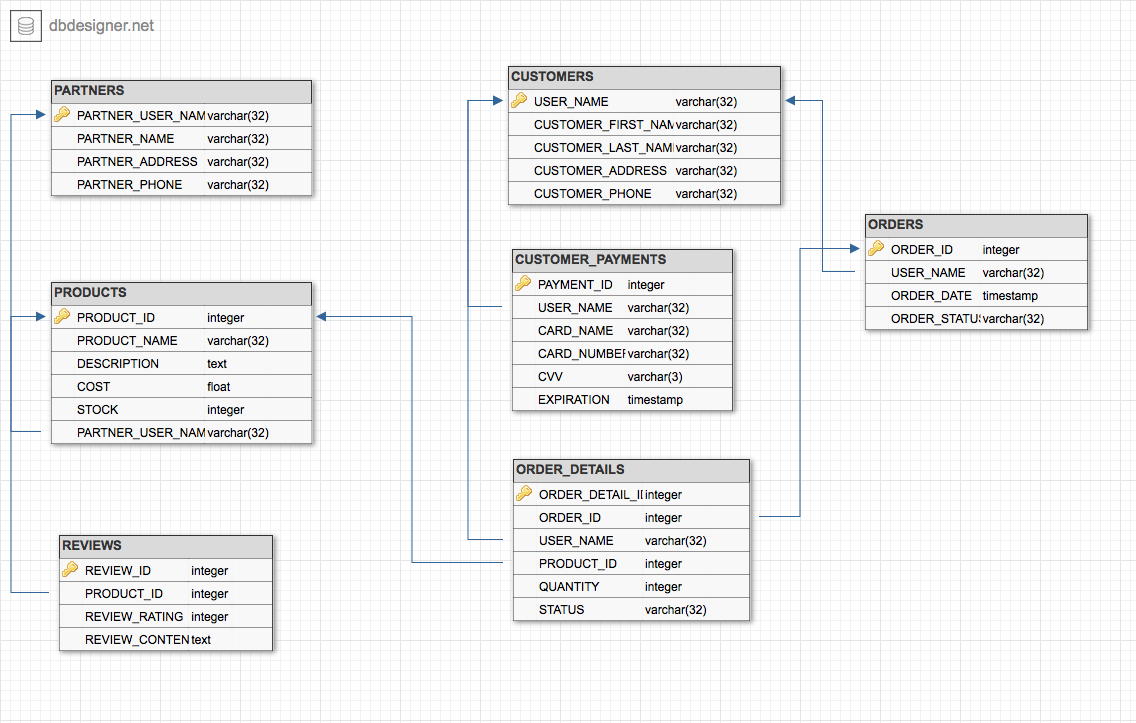 dbdesigner.net
PARTNERS
PARTNER_USER_NAM varchar(32)
PARTNER_NAME varchar(32)
PARTNER_ADDRESS varchar(32)
PARTNER_PHONE varchar(32)
CUSTOMERS
USER_NAME varchar(32)
CUSTOMER_FIRST_NAM varchar(32)
CUSTOMER_LAST_NAM varchar(32)
CUSTOMER_ADDRESS varchar(32)
CUSTOMER_PHONE varchar(32)
ORDERS
ORDER_ID integer
USER_NAME varchar(32)
ORDER_DATE timestamp
ORDER_STATU varchar(32)
CUSTOMER_PAYMENTS
PAYMENT_ID integer
USER_NAME varchar(32)
CARD_NAME varchar(32)
CARD_NUMBER varchar(32)
CVV varchar(3)
EXPIRATION timestamp
PRODUCTS
PRODUCT_ID integer
PRODUCT_NAME varchar(32)
DESCRIPTION text
COST float
STOCK integer
PARTNER_USER_NAM varchar(32)
ORDER_DETAILS
ORDER_DETAIL_I integer
ORDER_ID integer
USER_NAME varchar(32)
PRODUCT_ID integer
QUANTITY integer
STATUS varchar(32)
REVIEWS
REVIEW_ID integer
PRODUCT_ID integer
REVIEW_RATING integer
REVIEW_CONTEN text